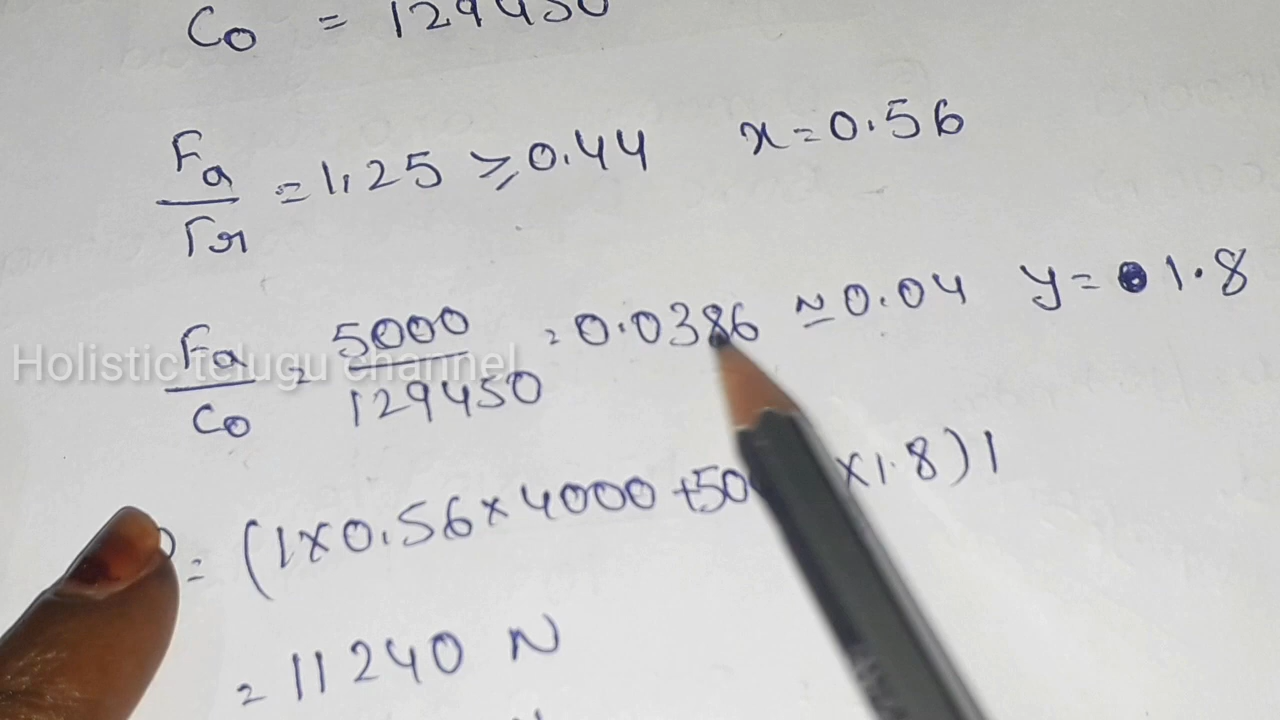 Co = 129450
Fa/Fr = 1.25 ≥ 0.44 x = 0.56
Fa/Co = 5000/129450 = 0.0386 ≈ 0.04 y = 1.8
Holistic telugu channel
= (1×0.56×4000+50 ×1.8)1
= 11240 N